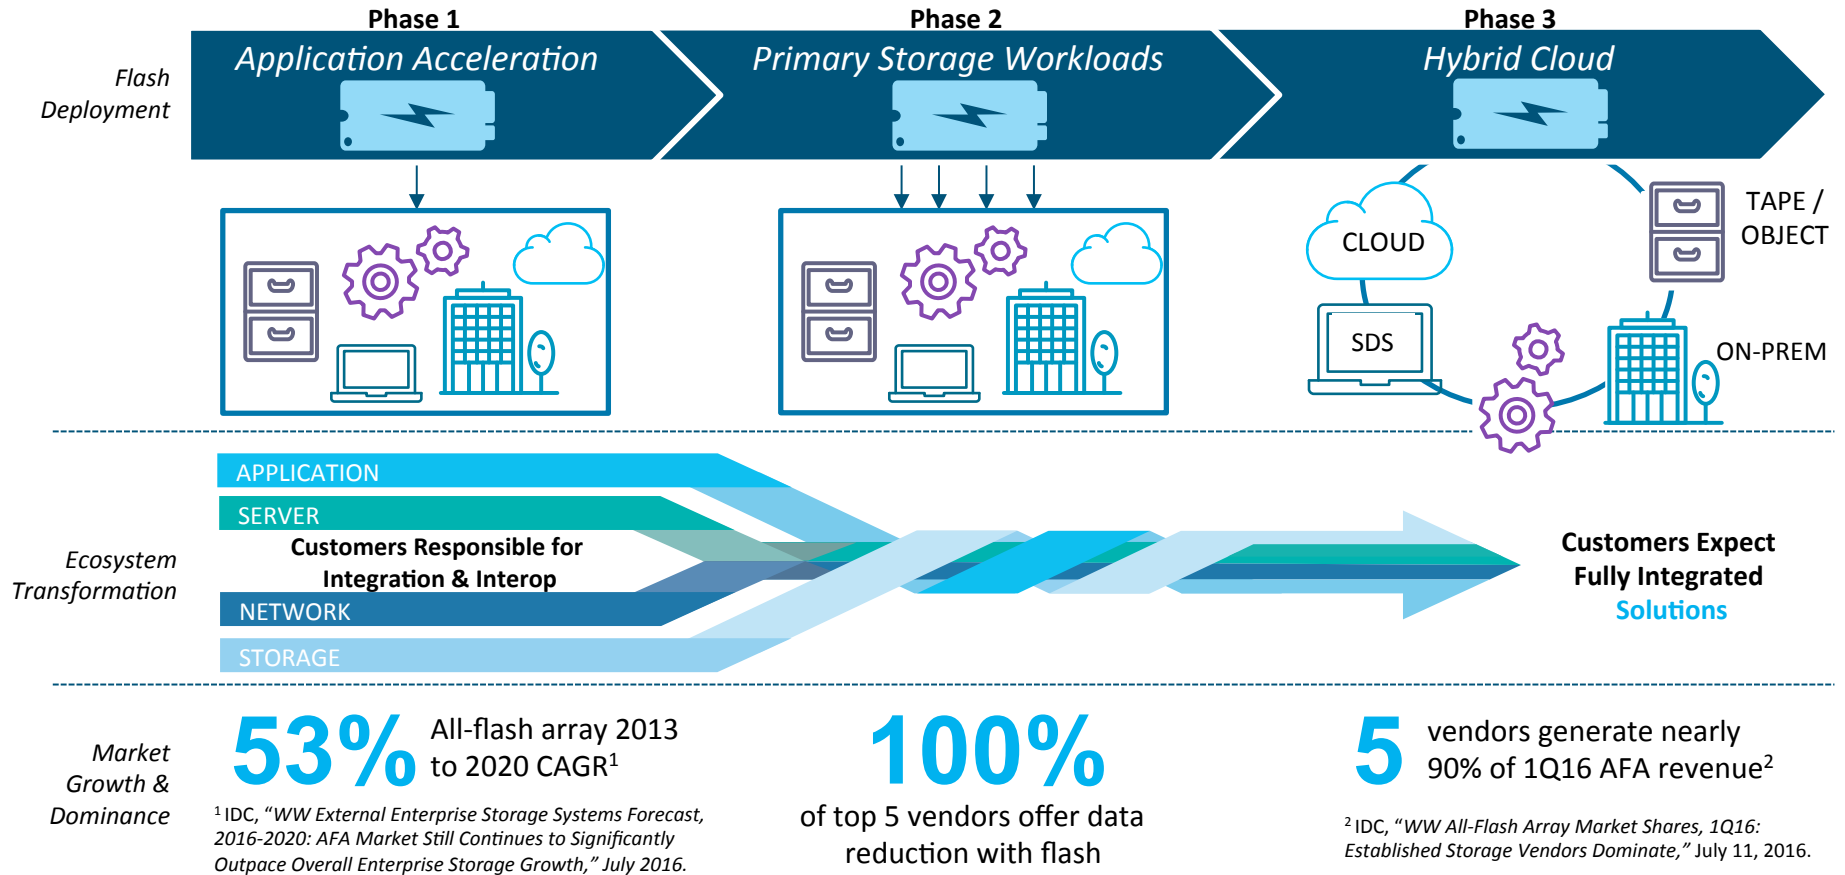 Phase 1
Phase 2
Phase 3
Flash
Deployment
Application Acceleration
Primary Storage Workloads
Hybrid Cloud
CLOUD
TAPE /
OBJECT
SDS
ON-PREM
Ecosystem
Transformation
APPLICATION
SERVER
Customers Responsible for
Integration & Interop
NETWORK
STORAGE
Customers Expect
Fully Integrated
Solutions
Market
Growth &
Dominance
53%
All-flash array 2013
to 2020 CAGR¹
¹ IDC, “WW External Enterprise Storage Systems Forecast,
2016-2020: AFA Market Still Continues to Significantly
Outpace Overall Enterprise Storage Growth,” July 2016.
100%
of top 5 vendors offer data
reduction with flash
5
vendors generate nearly
90% of 1Q16 AFA revenue²
² IDC, “WW All-Flash Array Market Shares, 1Q16:
Established Storage Vendors Dominate,” July 11, 2016.